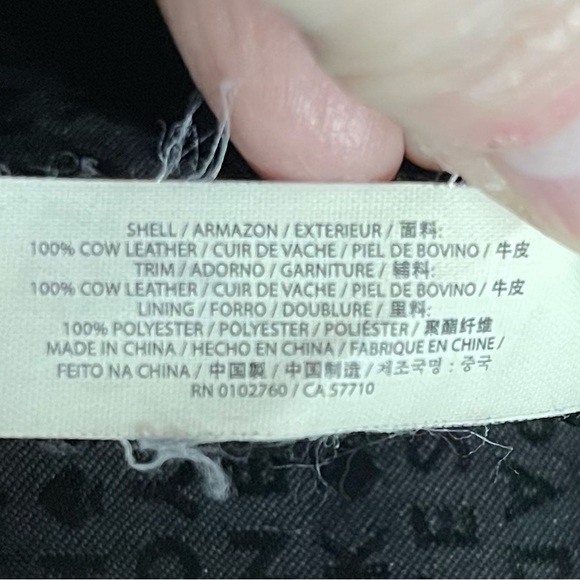 SHELL / ARMAZON / EXTERIEUR / 面料:
100% COW LEATHER / CUIR DE VACHE / PIEL DE BOVINO / 牛皮
TRIM / ADORNO / GARNITURE / 辅料:
100% COW LEATHER / CUIR DE VACHE / PIEL DE BOVINO / 牛皮
LINING / FORRO / DOUBLURE / 里料:
100% POLYESTER / POLYESTER / POLIÉSTER / 聚酯纤维
MADE IN CHINA / HECHO EN CHINA / FABRIQUE EN CHINE /
FEITO NA CHINA / 中国製 / 中国制造 / 제조국명 : 중국
RN 0102760 / CA 57710